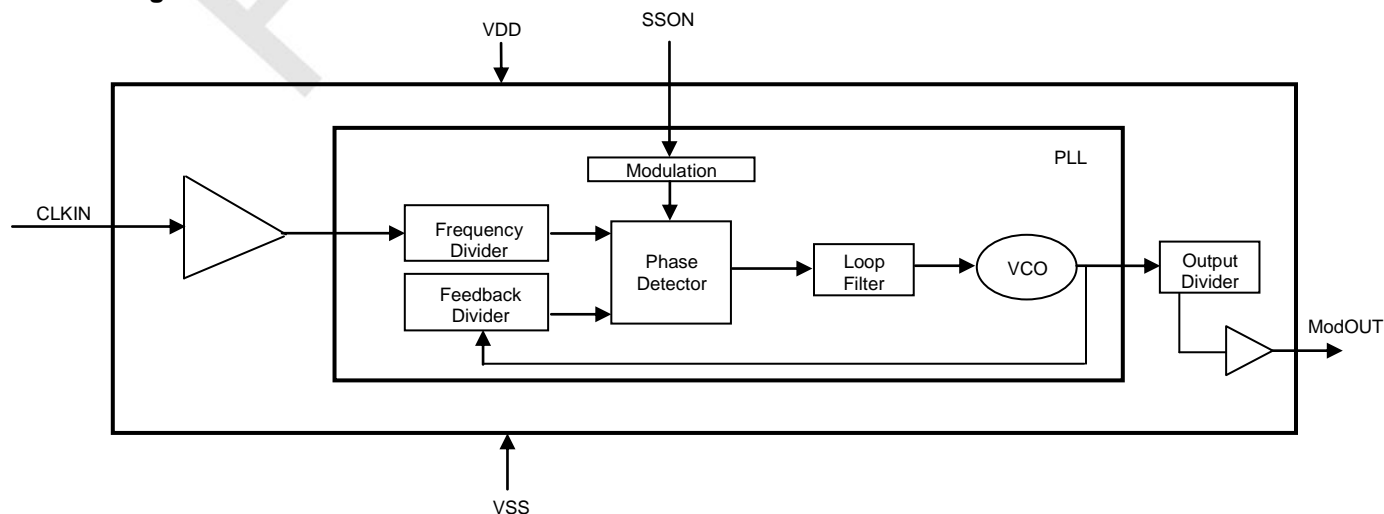 SSON
VDD
Modulation
PLL
CLKIN
Frequency
Divider
Phase
Detector
Loop
Filter
VCO
Output
Divider
Feedback
Divider
ModOUT
VSS